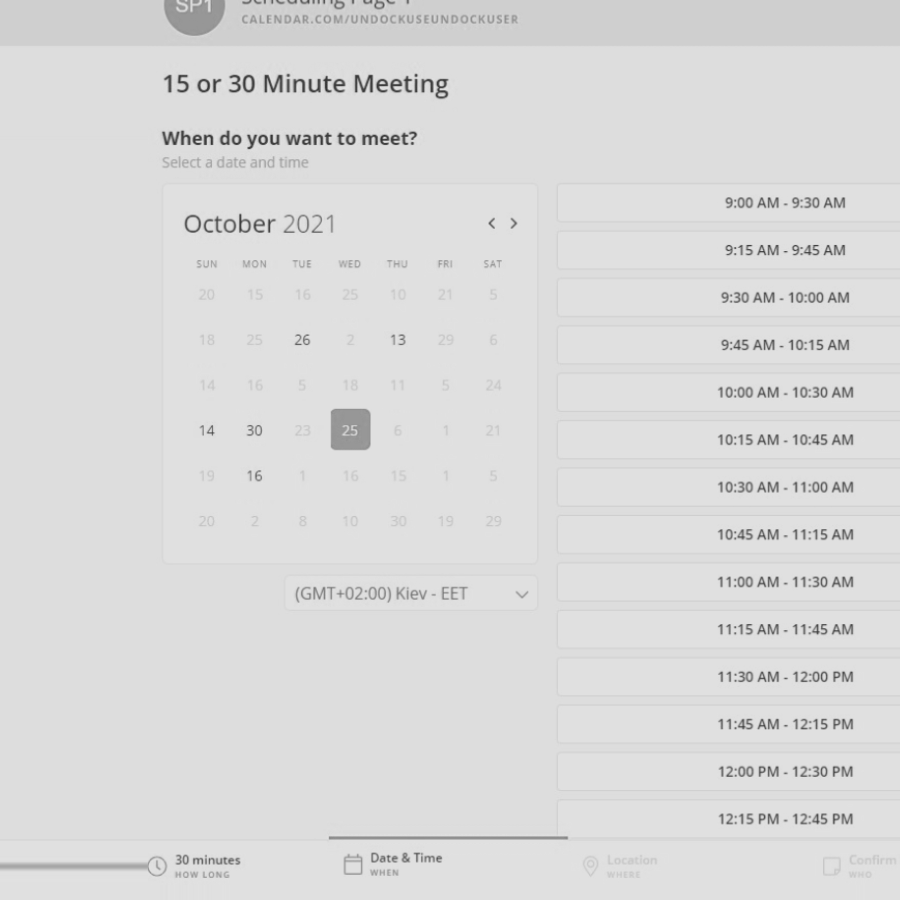 SP1
Scheduling Page 1
CALENDAR.COM/UNDOCKUSEUNDOCKUSER
15 or 30 Minute Meeting
When do you want to meet?
Select a date and time
October 2021
SUN MON TUE WED THU FRI SAT
20 15 16 25 10 21 5
18 25 26 2 13 29 6
14 16 5 18 11 5 24
14 30 23 25 6 1 21
19 16 1 16 15 1 5
20 2 8 10 30 19 29
(GMT+02:00) Kiev - EET
9:00 AM - 9:30 AM
9:15 AM - 9:45 AM
9:30 AM - 10:00 AM
9:45 AM - 10:15 AM
10:00 AM - 10:30 AM
10:15 AM - 10:45 AM
10:30 AM - 11:00 AM
10:45 AM - 11:15 AM
11:00 AM - 11:30 AM
11:15 AM - 11:45 AM
11:30 AM - 12:00 PM
11:45 AM - 12:15 PM
12:00 PM - 12:30 PM
12:15 PM - 12:45 PM
30 minutes
HOW LONG
Date & Time
WHEN
Location
WHERE
Confirm
WHO